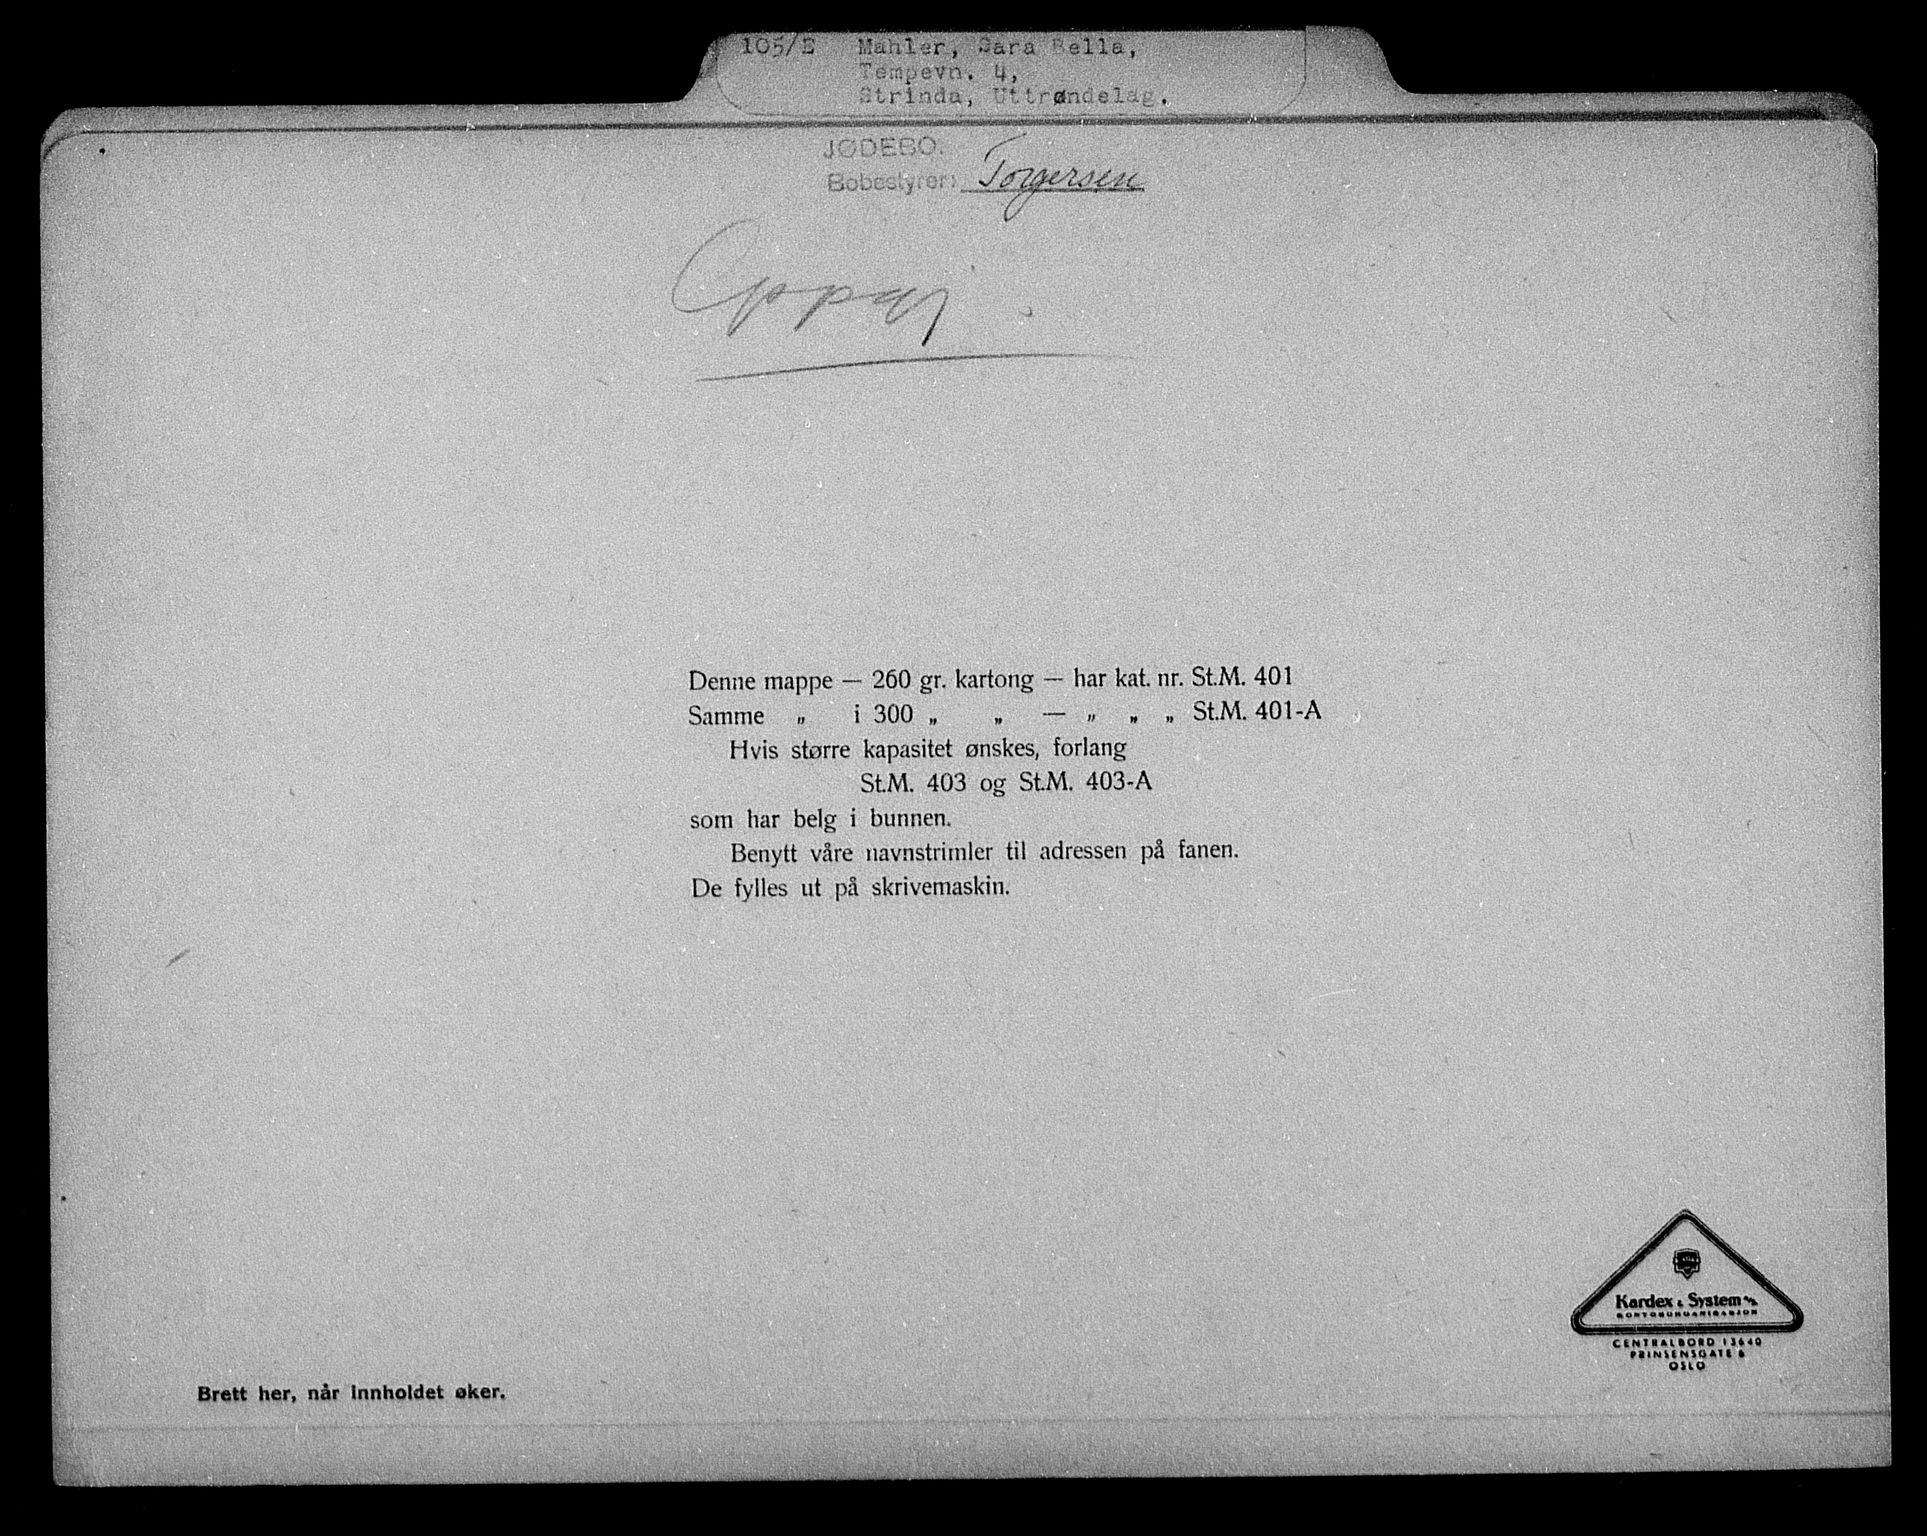 105/E Mahler, Sara Bella,
Tempevn. 4,
Strinda, Uttrøndelag.
JØDEBO.
Bobestyrer: Torgersen
Denne mappe — 260 gr. kartong — har kat. nr. St.M. 401
Samme „ i 300 „ „ — „ „ „ St.M. 401-A
Hvis større kapasitet ønskes, forlang
St.M. 403 og St.M. 403-A
som har belg i bunnen.
Benytt våre navnstrimler til adressen på fanen.
De fylles ut på skrivemaskin.
Kardex & System A/S
KONTORORGANISASJON
CENTRALBORD 13640
PRINSENSGATE 8
OSLO
Brett her, når innholdet øker.